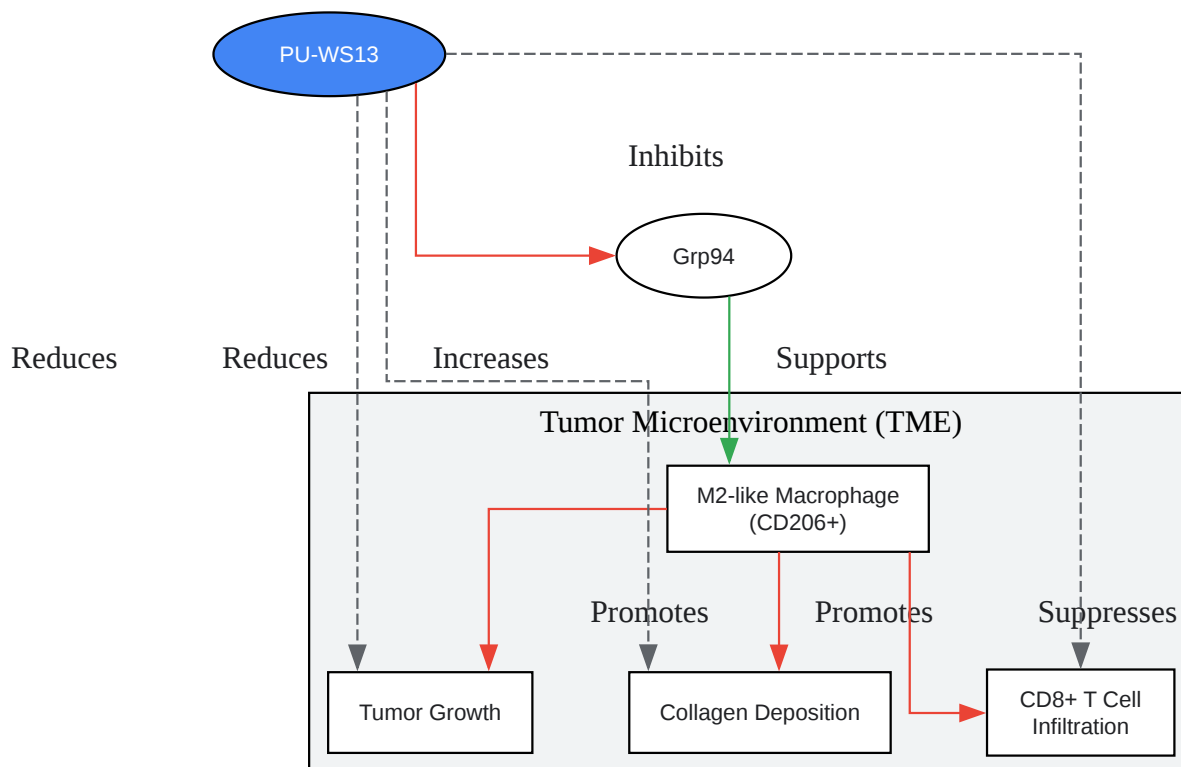 PU-WS13
Inhibits
Grp94
Reduces
Reduces
Increases
Supports
Tumor Microenvironment (TME)
M2-like Macrophage
(CD206+)
Promotes
Promotes
Suppresses
Tumor Growth
Collagen Deposition
CD8+ T Cell
Infiltration